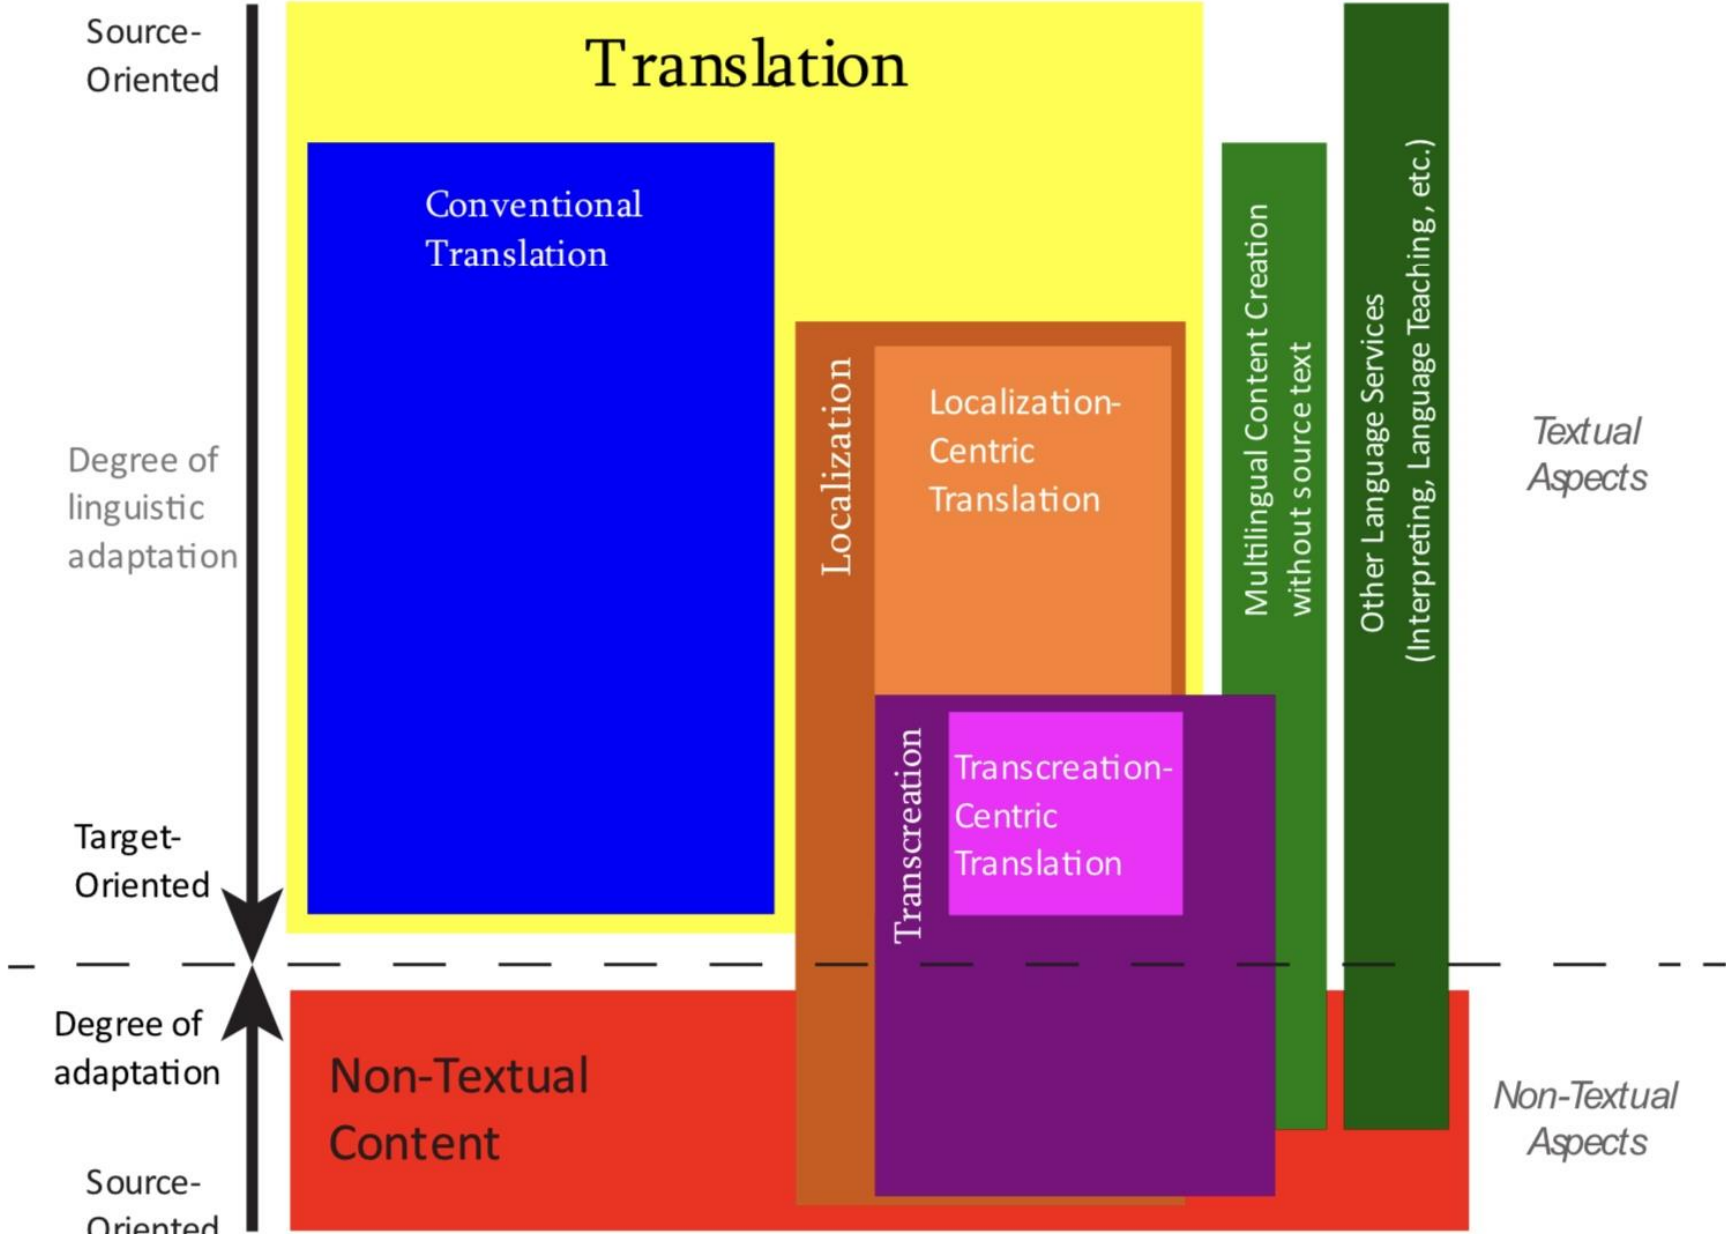 Source-
Oriented
Translation
Conventional
Translation
Localization
Localization-
Centric
Translation
Multilingual Content Creation
without source text
Other Language Services
(Interpreting, Language Teaching, etc.)
Textual
Aspects
Degree of
linguistic
adaptation
Transcreation
Transcreation-
Centric
Translation
Target-
Oriented
Degree of
adaptation
Non-Textual
Content
Non-Textual
Aspects
Source-
Oriented